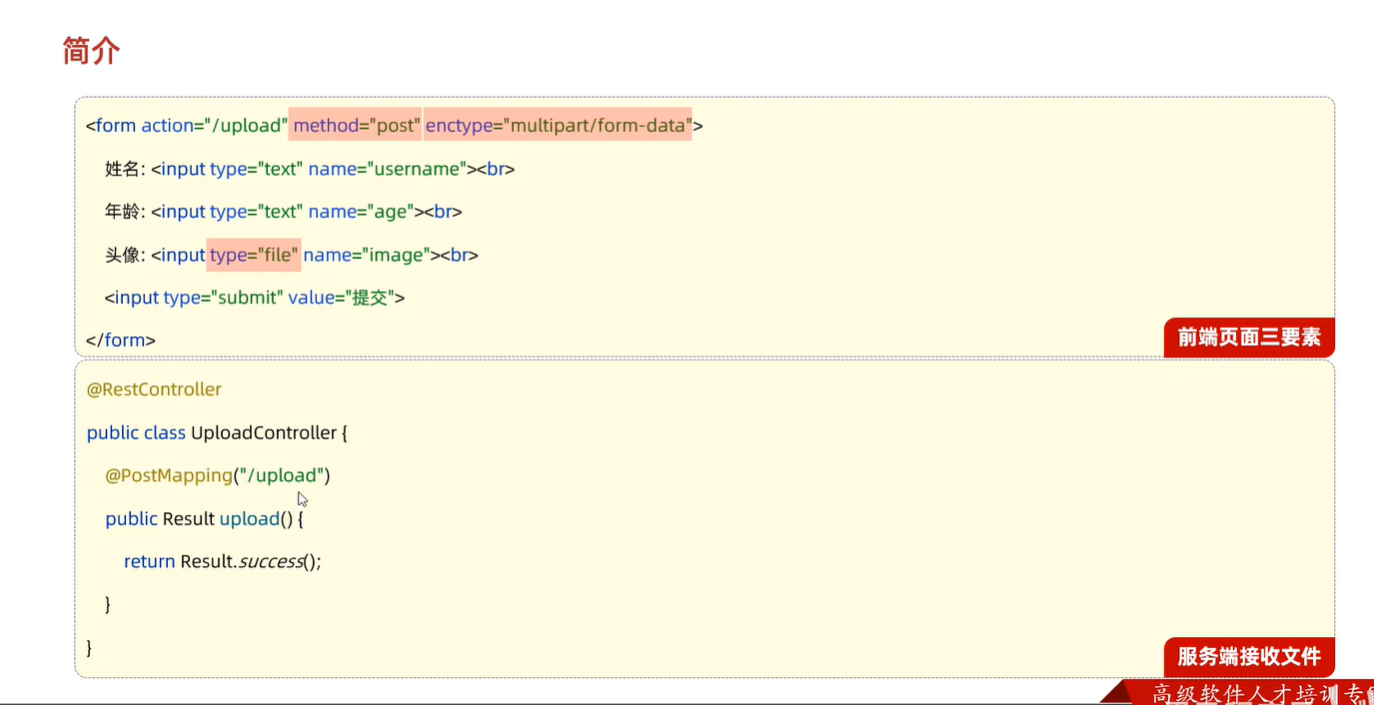 简介
<form action="/upload" method="post" enctype="multipart/form-data">
姓名: <input type="text" name="username"><br>
年龄: <input type="text" name="age"><br>
头像: <input type="file" name="image"><br>
<input type="submit" value="提交">
</form>
前端页面三要素
@RestController
public class UploadController {
@PostMapping("/upload")
public Result upload() {
return Result.success();
}
}
服务端接收文件
高级软件人才培训专